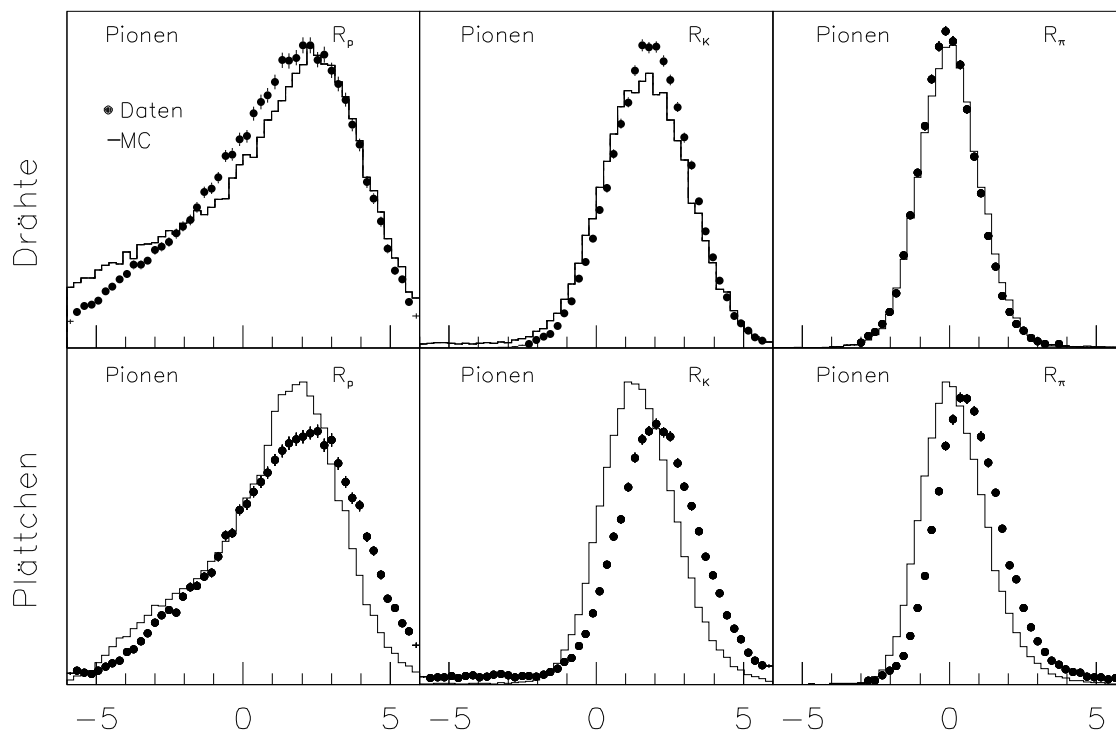 Pionen R_p
Pionen R_K
Pionen R_π
Daten
MC
Drähte
Pionen R_p
Pionen R_K
Pionen R_π
Plättchen
−5 0 5
−5 0 5
−5 0 5